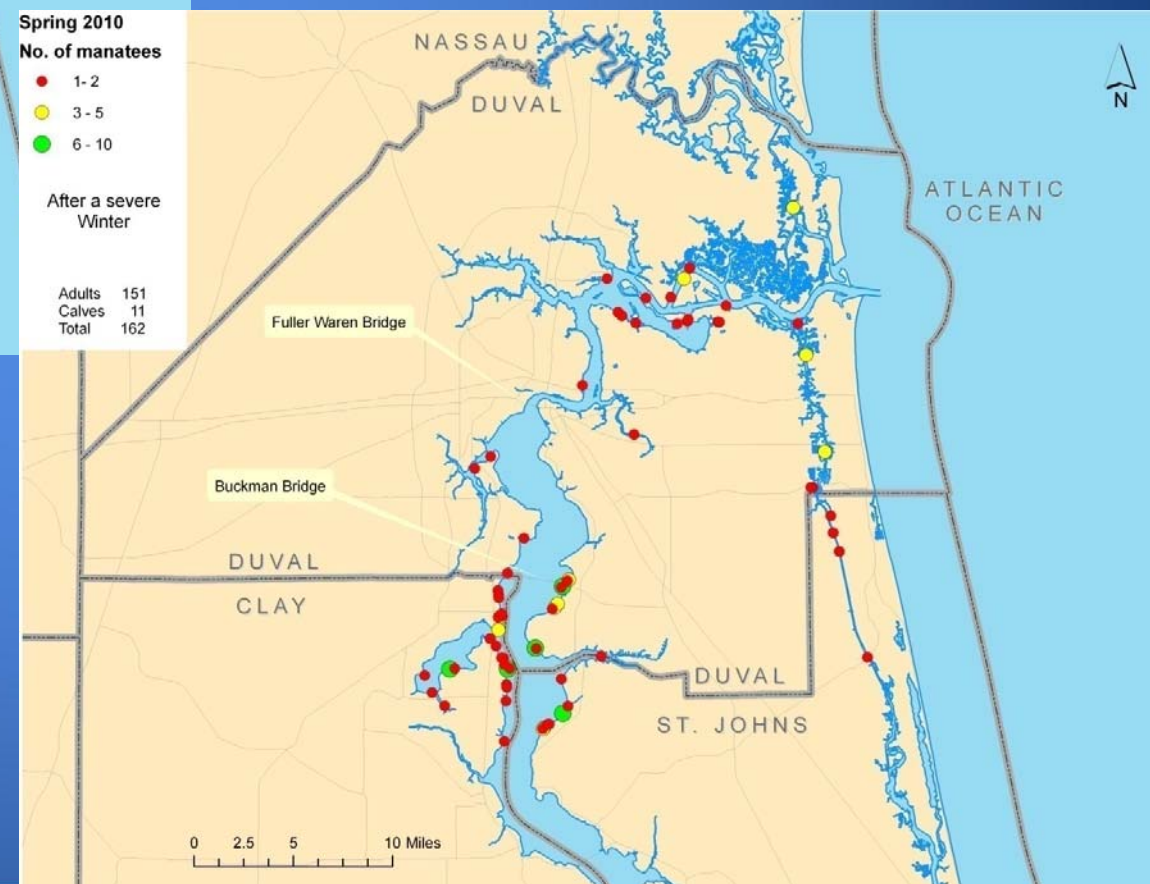 Spring 2010
No. of manatees
1- 2
3 - 5
6 - 10
After a severe
Winter
Adults 151
Calves 11
Total 162
NASSAU
DUVAL
N
ATLANTIC
OCEAN
Fuller Waren Bridge
Buckman Bridge
DUVAL
CLAY
DUVAL
ST. JOHNS
0 2.5 5 10 Miles